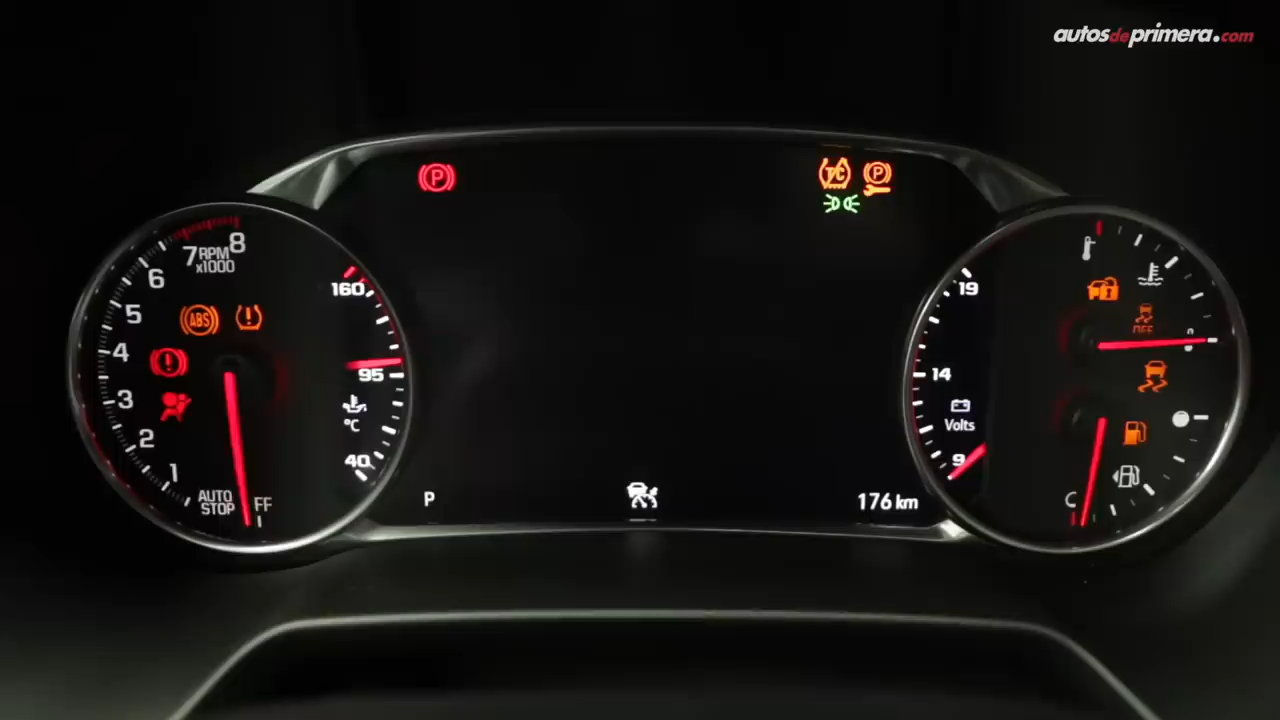 autosdeprimera.com
P
T/C
P
8
7 RPM
x1000
6
5
4
3
2
1
ABS
!
!
AUTO
STOP
FF
160
95
°C
40
P
176 km
19
14
Volts
9
OFF
C